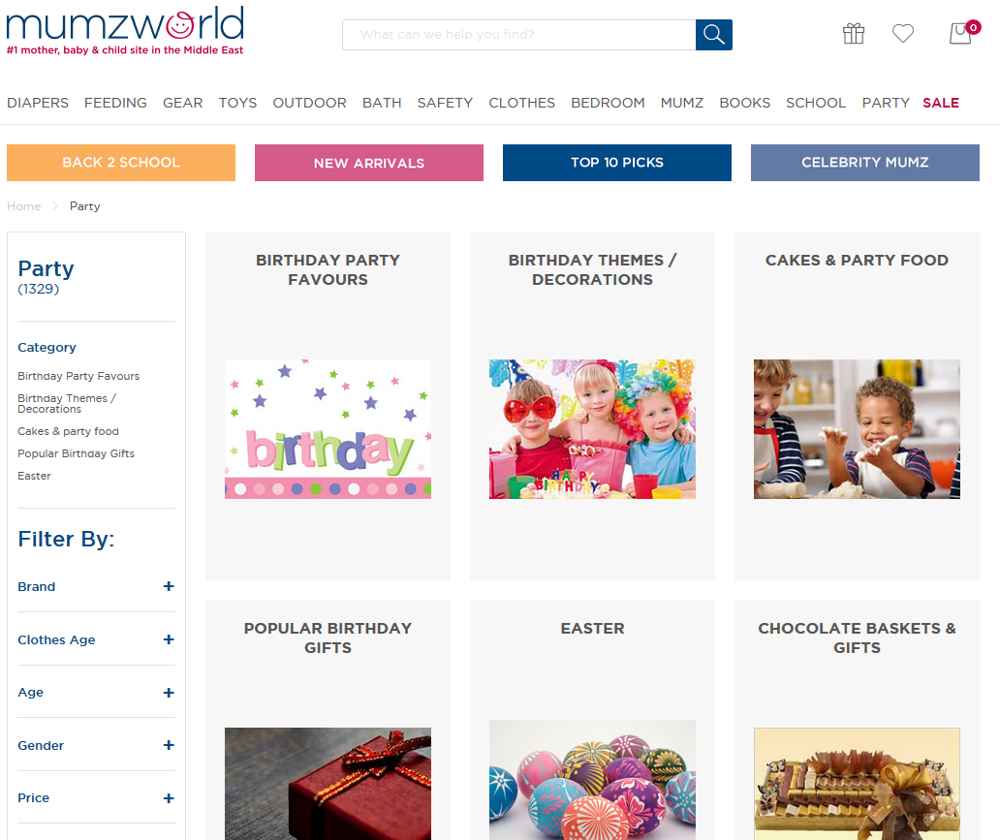 mumzworld
#1 mother, baby & child site in the Middle East
What can we help you find?
0
DIAPERS FEEDING GEAR TOYS OUTDOOR BATH SAFETY CLOTHES BEDROOM MUMZ BOOKS SCHOOL PARTY SALE
BACK 2 SCHOOL
NEW ARRIVALS
TOP 10 PICKS
CELEBRITY MUMZ
Home
Party
Party
(1329)
Category
Birthday Party Favours
Birthday Themes /
Decorations
Cakes & party food
Popular Birthday Gifts
Easter
Filter By:
Brand +
Clothes Age +
Age +
Gender +
Price +
BIRTHDAY PARTY
FAVOURS
birthday
BIRTHDAY THEMES /
DECORATIONS
HAPPY
BIRTHDAY
CAKES & PARTY FOOD
POPULAR BIRTHDAY
GIFTS
EASTER
CHOCOLATE BASKETS &
GIFTS